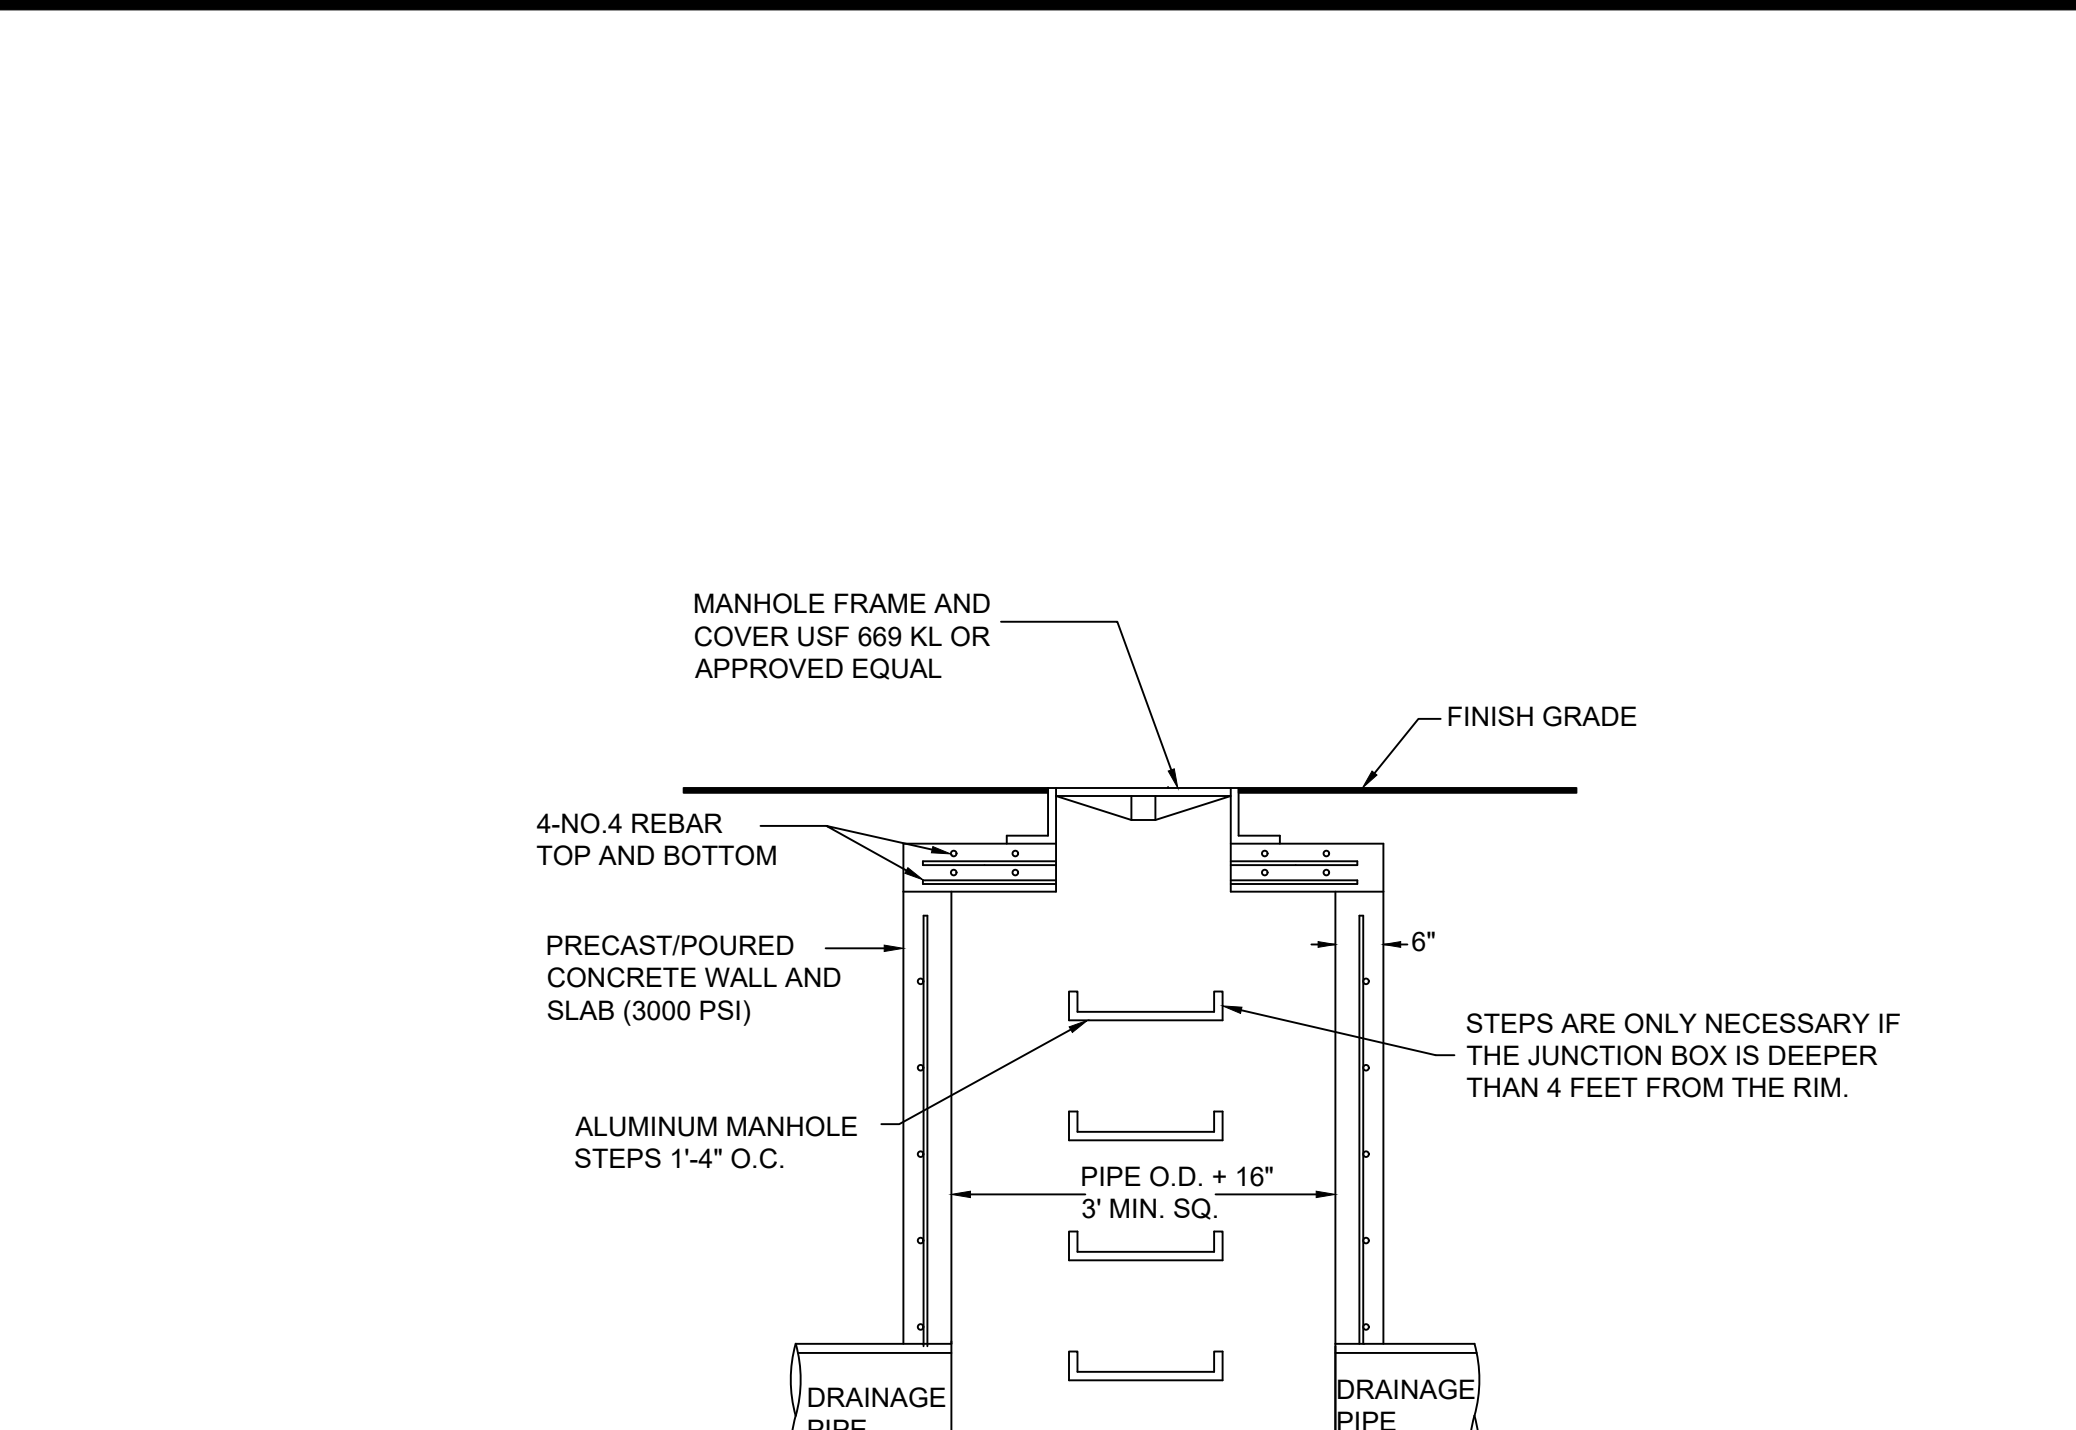 MANHOLE FRAME AND
COVER USF 669 KL OR
APPROVED EQUAL
FINISH GRADE
4-NO.4 REBAR
TOP AND BOTTOM
PRECAST/POURED
CONCRETE WALL AND
SLAB (3000 PSI)
6"
STEPS ARE ONLY NECESSARY IF
THE JUNCTION BOX IS DEEPER
THAN 4 FEET FROM THE RIM.
ALUMINUM MANHOLE
STEPS 1'-4" O.C.
PIPE O.D. + 16"
3' MIN. SQ.
DRAINAGE
PIPE
DRAINAGE
PIPE